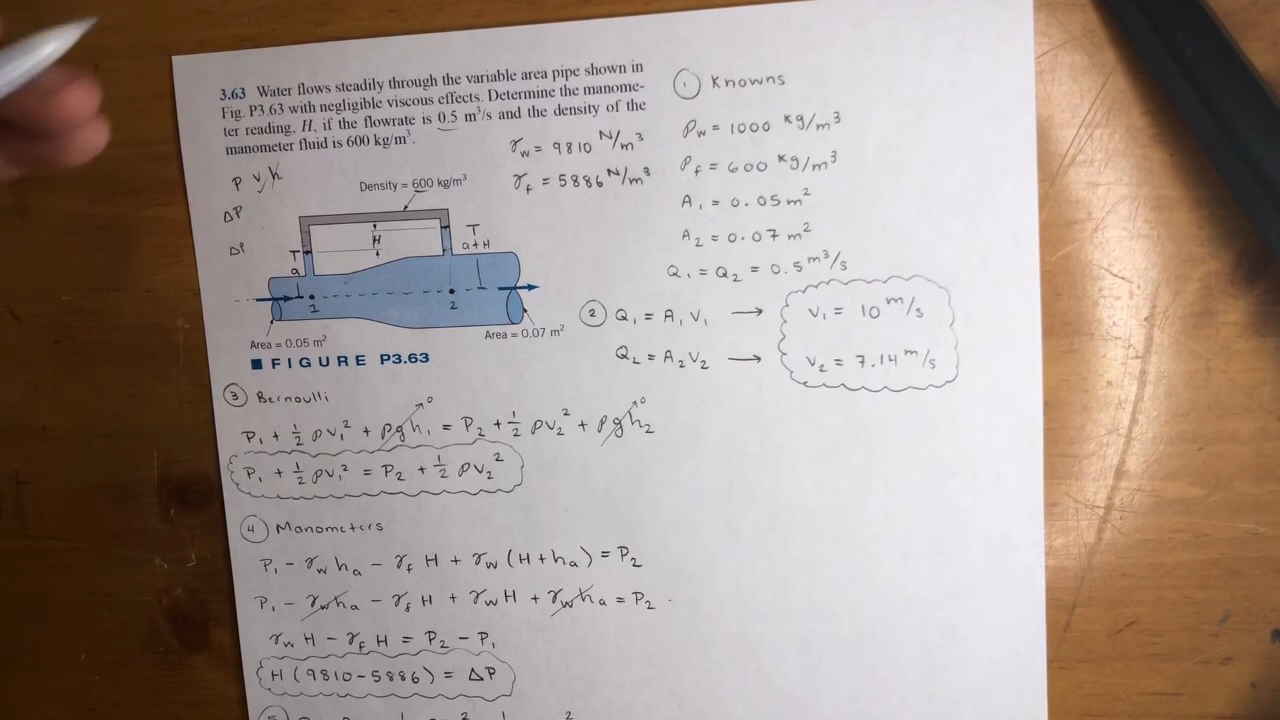 3.63 Water flows steadily through the variable area pipe shown in
Fig. P3.63 with negligible viscous effects. Determine the manome-
ter reading, H, if the flowrate is 0.5 m³/s and the density of the
manometer fluid is 600 kg/m³.
γw = 9810 N/m³
γf = 5886 N/m³
P V h
ΔP
Density = 600 kg/m³
H
a
a+H
1
2
Area = 0.05 m²
Area = 0.07 m²
FIGURE P3.63
① Knowns
ρw = 1000 kg/m³
ρf = 600 kg/m³
A₁ = 0.05 m²
A₂ = 0.07 m²
Q₁ = Q₂ = 0.5 m³/s
② Q₁ = A₁V₁ → V₁ = 10 m/s
Q₂ = A₂V₂ → V₂ = 7.14 m/s
③ Bernoulli
P₁ + ½ρv₁² + ρgh₁ = P₂ + ½ρv₂² + ρgh₂
0 0
P₁ + ½ρv₁² = P₂ + ½ρv₂²
④ Manometers
P₁ - γw ha - γf H + γw (H + ha) = P₂
P₁ - γw ha - γf H + γw H + γw ha = P₂
γw H - γf H = P₂ - P₁
H (9810 - 5886) = ΔP